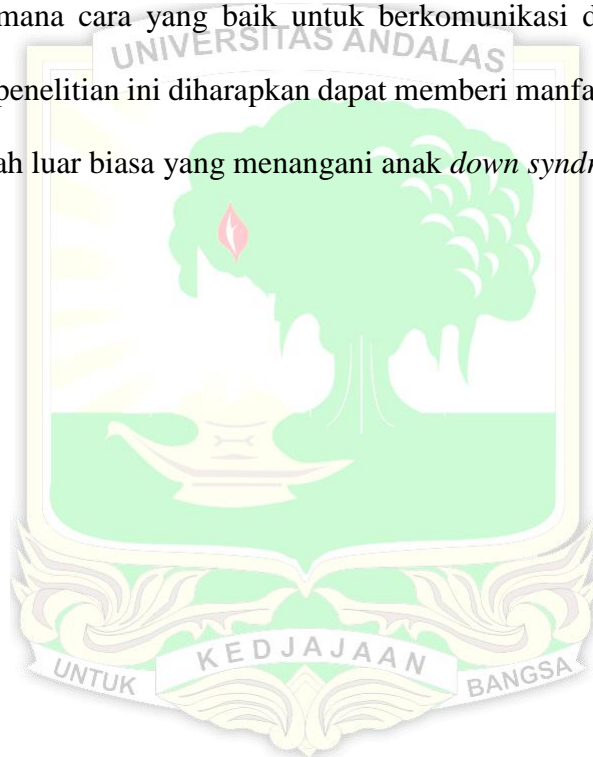 mana cara yang baik untuk berkomunikasi d
UNIVERSITAS ANDALAS
penelitian ini diharapkan dapat memberi manfa
ah luar biasa yang menangani anak down synd
UNTUK KEDJAJAAN BANGSA